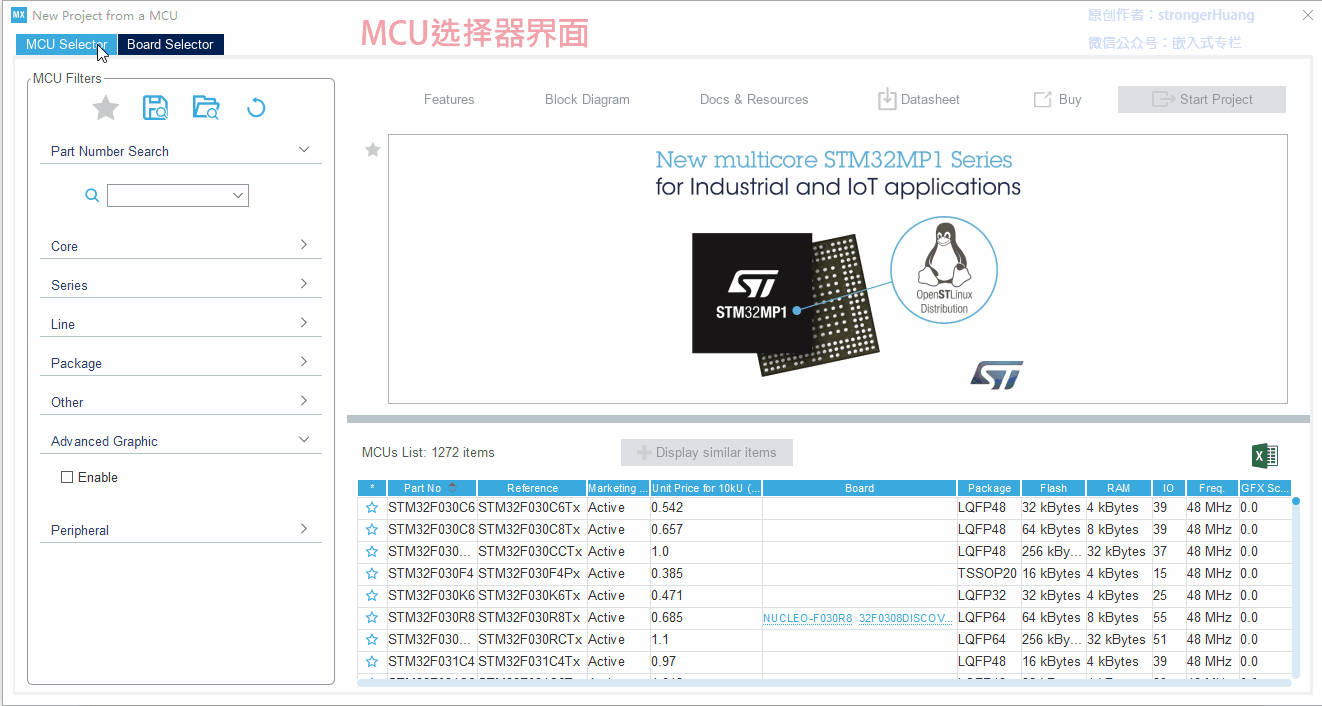 MX New Project from a MCU
MCU选择器界面
原创作者：strongerHuang
微信公众号：嵌入式专栏
MCU Selector Board Selector
MCU Filters
Part Number Search
Core
Series
Line
Package
Other
Advanced Graphic
Enable
Peripheral
Features Block Diagram Docs & Resources Datasheet Buy Start Project
New multicore STM32MP1 Series
for Industrial and IoT applications
ST
STM32MP1
OpenSTLinux
Distribution
ST
MCUs List: 1272 items Display similar items
* Part No Reference Marketing ... Unit Price for 10kU (... Board Package Flash RAM IO Freq. GFX Sc...
STM32F030C6 STM32F030C6Tx Active 0.542 LQFP48 32 kBytes 4 kBytes 39 48 MHz 0.0
STM32F030C8 STM32F030C8Tx Active 0.657 LQFP48 64 kBytes 8 kBytes 39 48 MHz 0.0
STM32F030... STM32F030CCTx Active 1.0 LQFP48 256 kBy... 32 kBytes 37 48 MHz 0.0
STM32F030F4 STM32F030F4Px Active 0.385 TSSOP20 16 kBytes 4 kBytes 15 48 MHz 0.0
STM32F030K6 STM32F030K6Tx Active 0.471 LQFP32 32 kBytes 4 kBytes 25 48 MHz 0.0
STM32F030R8 STM32F030R8Tx Active 0.685 NUCLEO-F030R8 32F0308DISCOV... LQFP64 64 kBytes 8 kBytes 55 48 MHz 0.0
STM32F030... STM32F030RCTx Active 1.1 LQFP64 256 kBy... 32 kBytes 51 48 MHz 0.0
STM32F031C4 STM32F031C4Tx Active 0.97 LQFP48 16 kBytes 4 kBytes 39 48 MHz 0.0